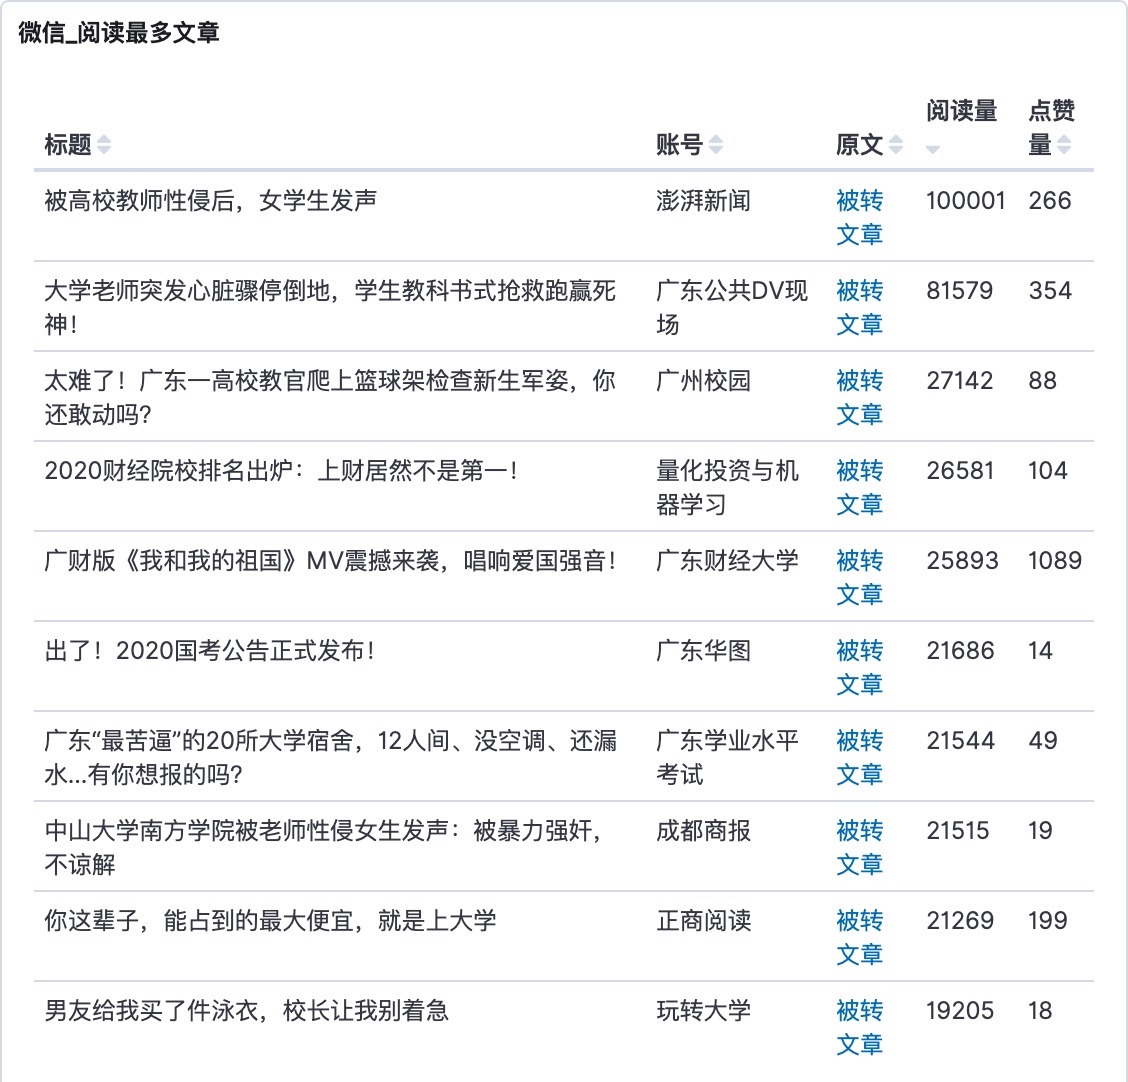 微信_阅读最多文章
标题 账号 原文 阅读量 点赞量
被高校教师性侵后，女学生发声 澎湃新闻 被转文章 100001 266
大学老师突发心脏骤停倒地，学生教科书式抢救跑赢死神！ 广东公共DV现场 被转文章 81579 354
太难了！广东一高校教官爬上篮球架检查新生军姿，你还敢动吗? 广州校园 被转文章 27142 88
2020财经院校排名出炉：上财居然不是第一！ 量化投资与机器学习 被转文章 26581 104
广财版《我和我的祖国》MV震撼来袭，唱响爱国强音！ 广东财经大学 被转文章 25893 1089
出了！2020国考公告正式发布！ 广东华图 被转文章 21686 14
广东“最苦逼”的20所大学宿舍，12人间、没空调、还漏水...有你想报的吗? 广东学业水平考试 被转文章 21544 49
中山大学南方学院被老师性侵女生发声：被暴力强奸，不谅解 成都商报 被转文章 21515 19
你这辈子，能占到的最大便宜，就是上大学 正商阅读 被转文章 21269 199
男友给我买了件泳衣，校长让我别着急 玩转大学 被转文章 19205 18